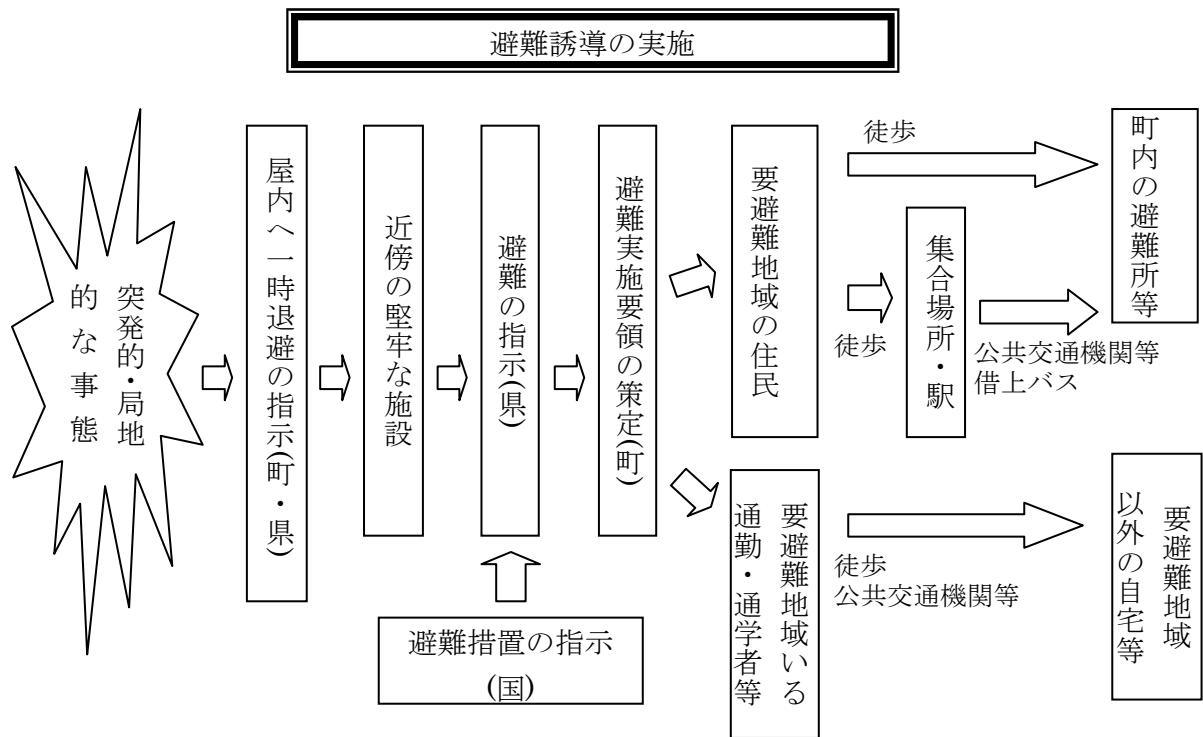 避難誘導の実施
突発的・局地
的な事態
屋内へ一時退避の指示(町・県)
近傍の堅牢な施設
避難の指示(県)
避難措置の指示
(国)
避難実施要領の策定(町)
要避難地域の住民
徒歩
徒歩
集合場所・駅
公共交通機関等
借上バス
町内の避難所等
要避難地域いる
通勤・通学者等
徒歩
公共交通機関等
要避難地域
以外の自宅等